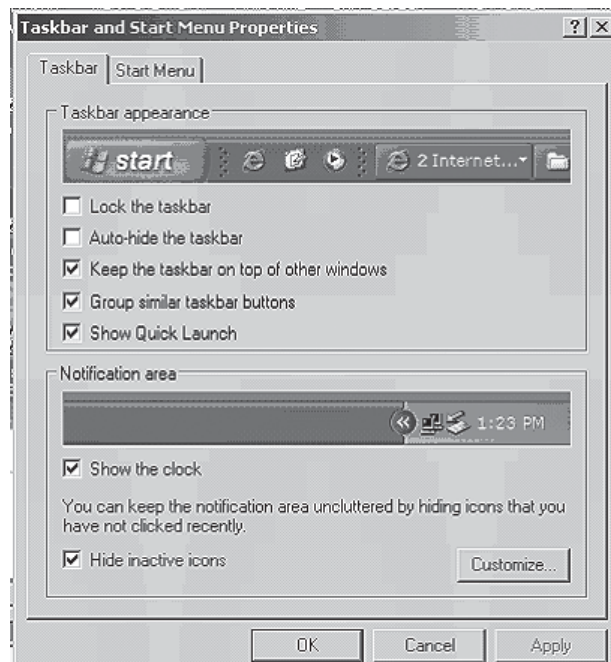 Taskbar and Start Menu Properties
Taskbar
Start Menu
Taskbar appearance
start
2 Internet...
Lock the taskbar
Auto-hide the taskbar
Keep the taskbar on top of other windows
Group similar taskbar buttons
Show Quick Launch
Notification area
1:23 PM
Show the clock
You can keep the notification area uncluttered by hiding icons that you
have not clicked recently.
Hide inactive icons
Customize...
OK
Cancel
Apply